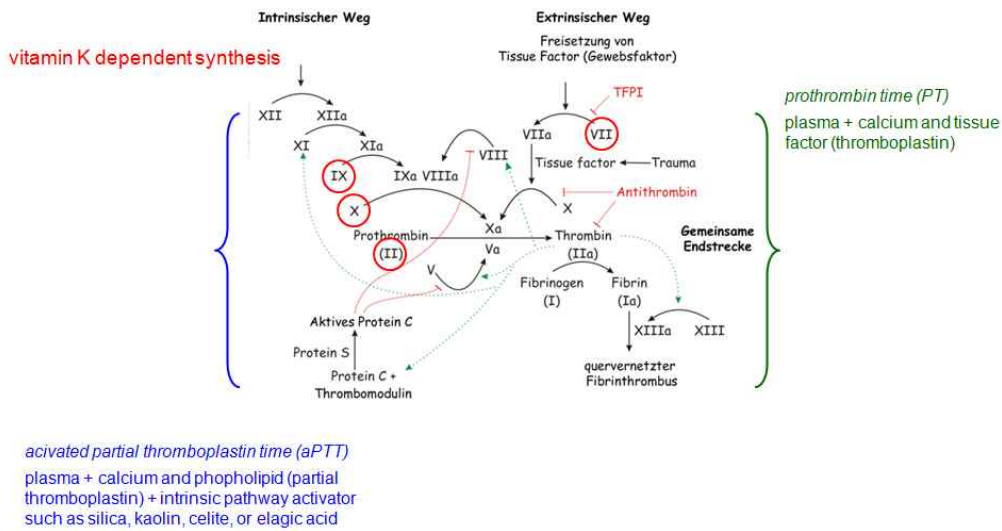 Intrinsischer Weg
Extrinsischer Weg
vitamin K dependent synthesis
Freisetzung von
Tissue Factor (Gewebsfaktor)
TFPI
XII
XIIa
XI
XIa
VIII
VIIa
VII
IX
IXa VIIIa
Tissue factor
Trauma
X
X
Antithrombin
Xa
Prothrombin
(II)
Va
Thrombin
(IIa)
Gemeinsame
Endstrecke
V
Fibrinogen
(I)
Fibrin
(Ia)
Aktives Protein C
XIIIa
XIII
Protein S
Protein C +
Thrombomodulin
quervernetzter
Fibrinthrombus
prothrombin time (PT)
plasma + calcium and tissue
factor (thromboplastin)
acivated partial thromboplastin time (aPTT)
plasma + calcium and phopholipid (partial
thromboplastin) + intrinsic pathway activator
such as silica, kaolin, celite, or elagic acid